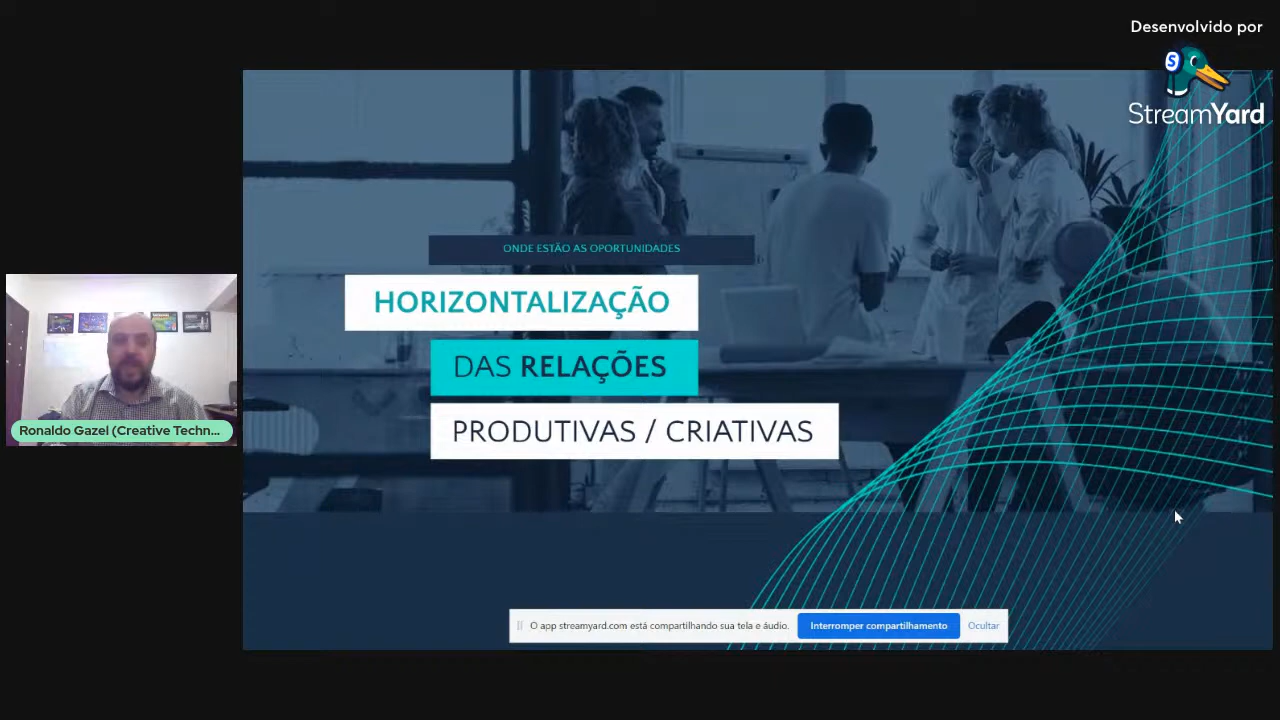 Desenvolvido por
StreamYard
ONDE ESTÃO AS OPORTUNIDADES
HORIZONTALIZAÇÃO
DAS RELAÇÕES
PRODUTIVAS / CRIATIVAS
Ronaldo Gazel (Creative Techn...
O app streamyard.com está compartilhando sua tela e áudio. Interromper compartilhamento Ocultar